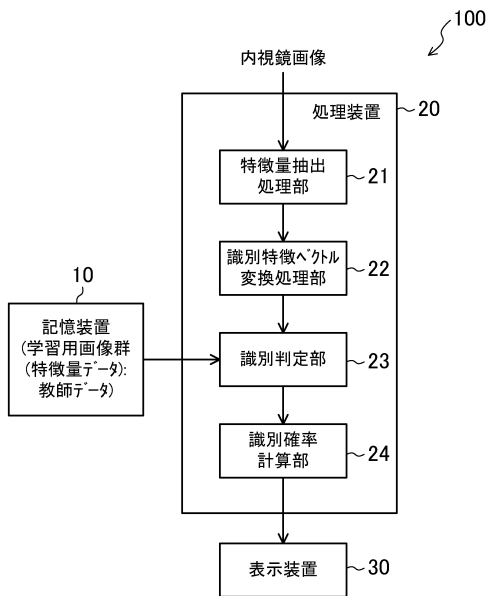 100
内視鏡画像
処理装置
20
特徴量抽出
処理部
21
識別特徴ﾍﾞｸﾄﾙ
変換処理部
22
10
記憶装置
(学習用画像群
(特徴量ﾃﾞｰﾀ):
教師ﾃﾞｰﾀ)
識別判定部
23
識別確率
計算部
24
表示装置
30